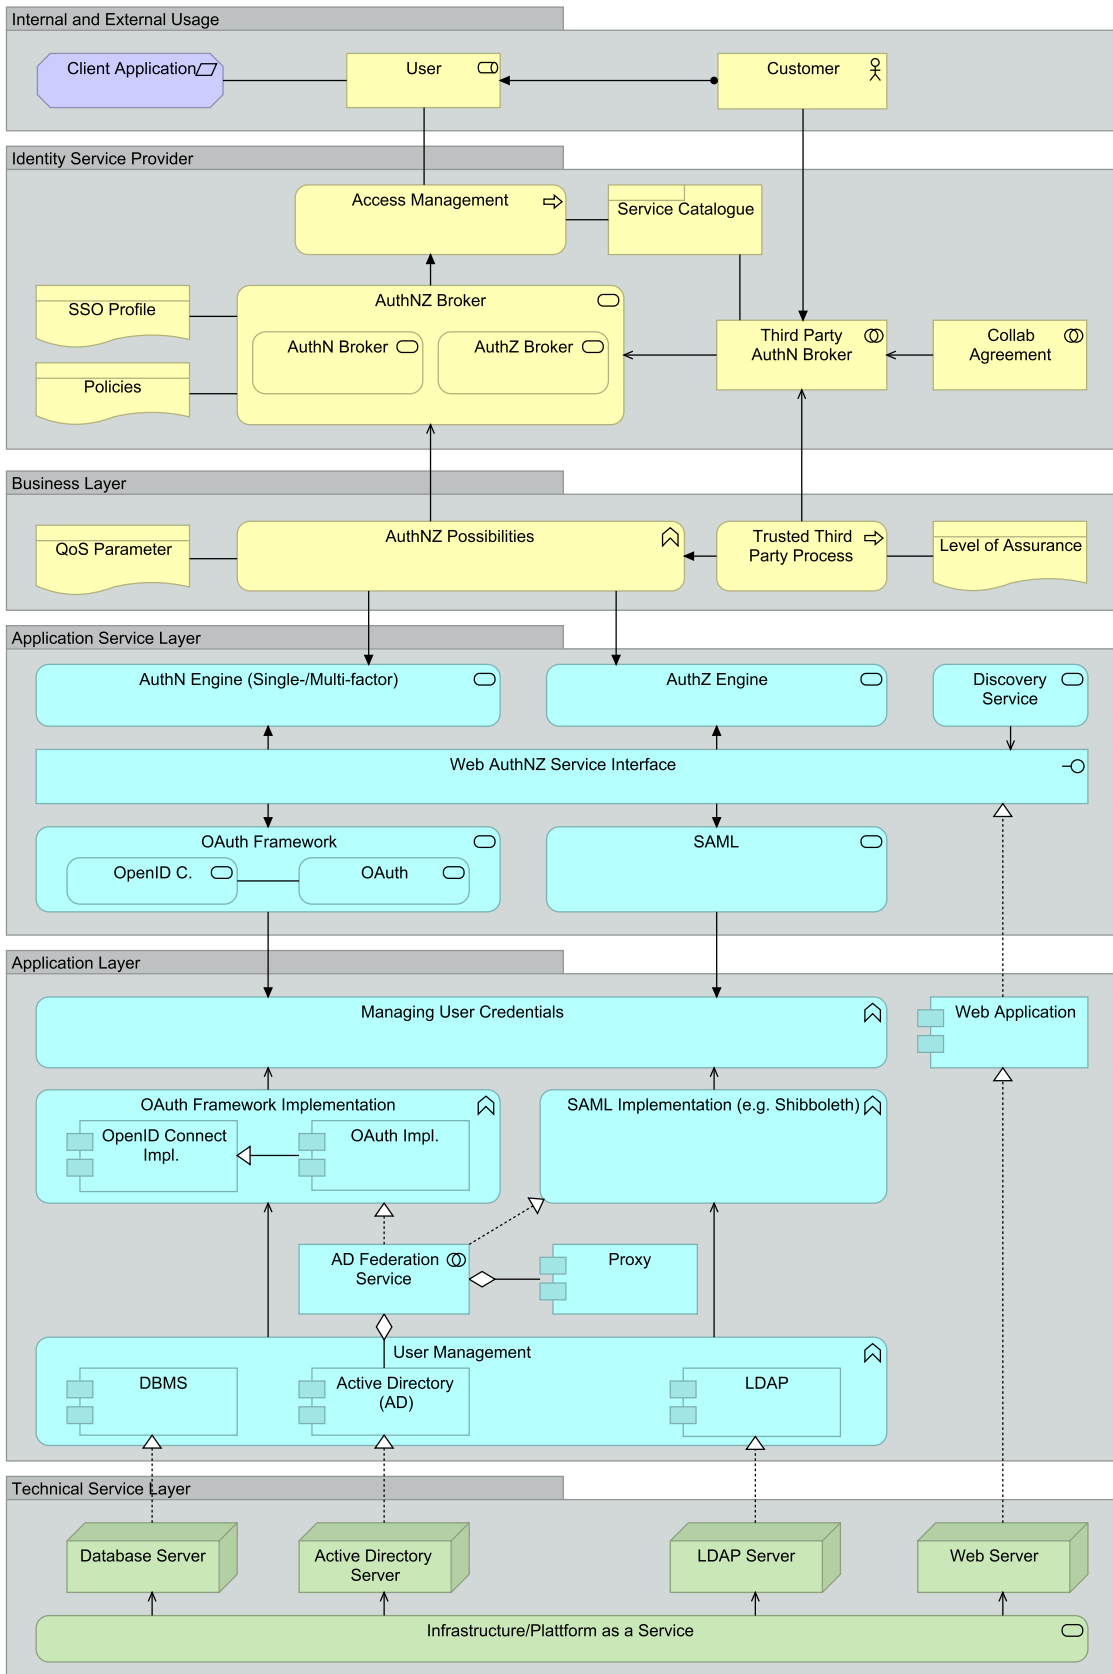 Internal and External Usage
Client Application
User
Customer
Identity Service Provider
Access Management
Service Catalogue
SSO Profile
AuthNZ Broker
AuthN Broker
AuthZ Broker
Third Party
AuthN Broker
Collab
Agreement
Policies
Business Layer
QoS Parameter
AuthNZ Possibilities
Trusted Third
Party Process
Level of Assurance
Application Service Layer
AuthN Engine (Single-/Multi-factor)
AuthZ Engine
Discovery
Service
Web AuthNZ Service Interface
OAuth Framework
OpenID C.
OAuth
SAML
Application Layer
Managing User Credentials
Web Application
OAuth Framework Implementation
OpenID Connect
Impl.
OAuth Impl.
SAML Implementation (e.g. Shibboleth)
AD Federation
Service
Proxy
User Management
DBMS
Active Directory
(AD)
LDAP
Technical Service Layer
Database Server
Active Directory
Server
LDAP Server
Web Server
Infrastructure/Plattform as a Service